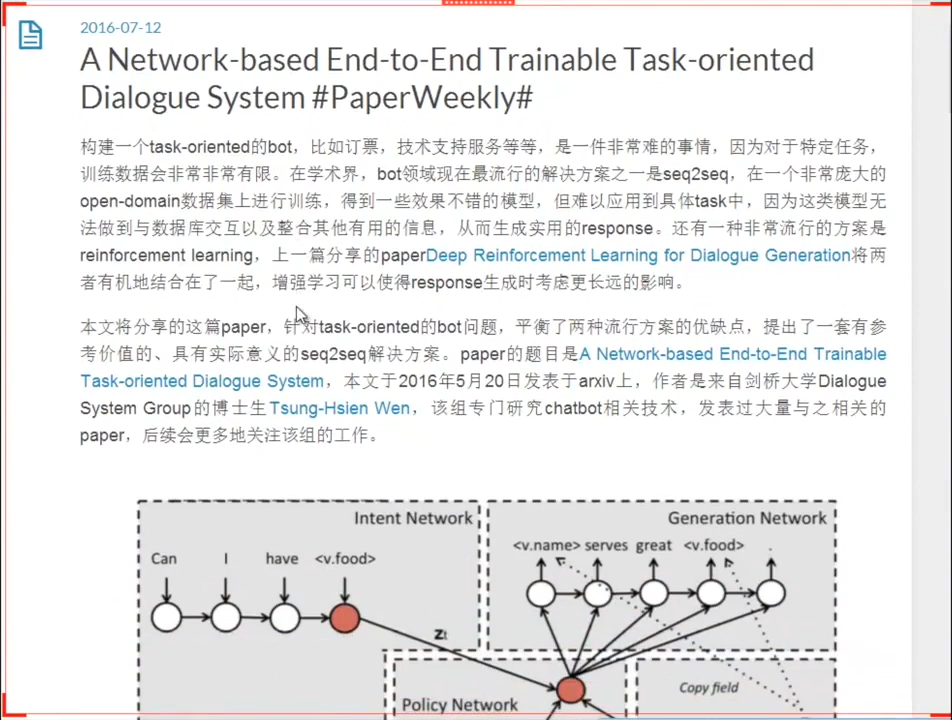 2016-07-12
A Network-based End-to-End Trainable Task-oriented
Dialogue System #PaperWeekly#
构建一个task-oriented的bot，比如订票，技术支持服务等等，是一件非常难的事情，因为对于特定任务，
训练数据会非常非常有限。在学术界，bot领域现在最流行的解决方案之一是seq2seq，在一个非常庞大的
open-domain数据集上进行训练，得到一些效果不错的模型，但难以应用到具体task中，因为这类模型无
法做到与数据库交互以及整合其他有用的信息，从而生成实用的response。还有一种非常流行的方案是
reinforcement learning，上一篇分享的paperDeep Reinforcement Learning for Dialogue Generation将两
者有机地结合在了一起，增强学习可以使得response生成时考虑更长远的影响。
本文将分享的这篇paper，针对task-oriented的bot问题，平衡了两种流行方案的优缺点，提出了一套有参
考价值的、具有实际意义的seq2seq解决方案。paper的题目是A Network-based End-to-End Trainable
Task-oriented Dialogue System，本文于2016年5月20日发表于arxiv上，作者是来自剑桥大学Dialogue
System Group的博士生Tsung-Hsien Wen，该组专门研究chatbot相关技术，发表过大量与之相关的
paper，后续会更多地关注该组的工作。
Intent Network
Can I have <v.food>
Generation Network
<v.name> serves great <v.food> .
zt
Policy Network
Copy field